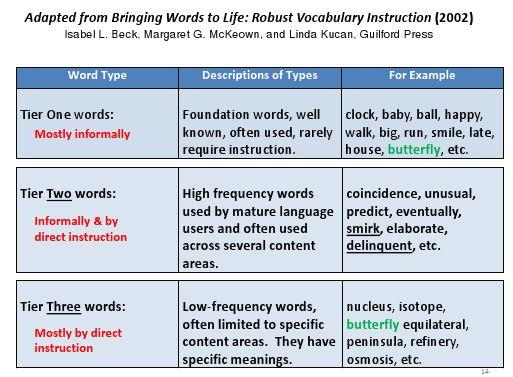 Adapted from Bringing Words to Life: Robust Vocabulary Instruction (2002)
Isabel L. Beck, Margaret G. McKeown, and Linda Kucan, Guilford Press
Word Type
Descriptions of Types
For Example
Tier One words:
Mostly informally
Foundation words, well
known, often used, rarely
require instruction.
clock, baby, ball, happy,
walk, big, run, smile, late,
house, butterfly, etc.
Tier Two words:
Informally & by
direct instruction
High frequency words
used by mature language
users and often used
across several content
areas.
coincidence, unusual,
predict, eventually,
smirk, elaborate,
delinquent, etc.
Tier Three words:
Mostly by direct
instruction
Low-frequency words,
often limited to specific
content areas. They have
specific meanings.
nucleus, isotope,
butterfly equilateral,
peninsula, refinery,
osmosis, etc.
14